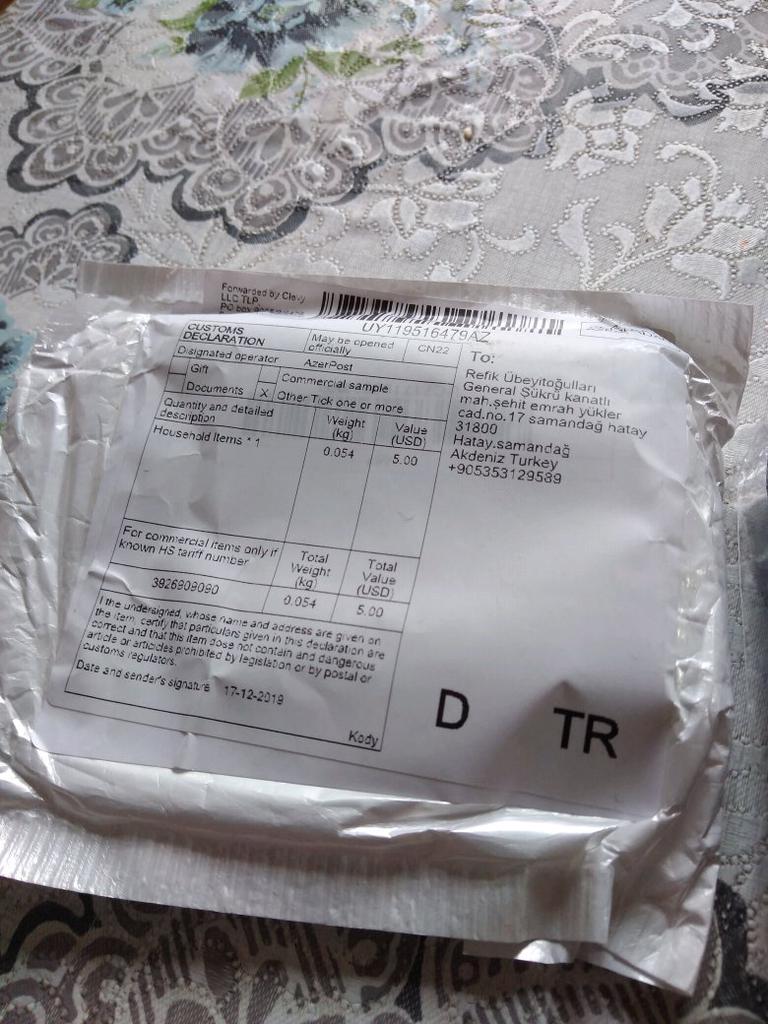 Forwarded by Clevy
LLC TLP.
PO box
UY119516479AZ
CUSTOMS
DECLARATION
May be opened
officially
CN22
Disignated operator
AzerPost
Gift
Commercial sample
Documents
X
Other Tick one or more
Quantity and detailed
description
Weight
(kg)
Value
(USD)
Household Items * 1
0.054
5.00
For commercial items only if
known HS tariff number
Total
Weight
(kg)
Total
Value
(USD)
3926909090
0.054
5.00
I the undersigned, whose name and address are given on
the item, certify that particulars given in this declaration are
correct and that this item dose not contain and dangerous
article or articles prohibited by legislation or by postal or
customs regulators.
Date and sender's signature 17-12-2019
Kody
To:
Refik Übeyitoğulları
General Şükrü kanatlı
mah.şehit emrah yükler
cad.no.17 samandağ hatay
31800
Hatay.samandağ
Akdeniz Turkey
+905353129589
D
TR